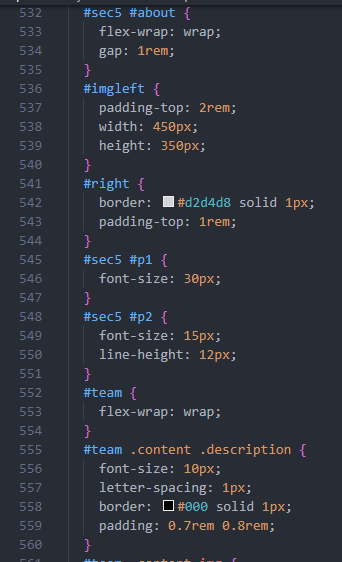 532 #sec5 #about {
533 flex-wrap: wrap;
534 gap: 1rem;
535 }
536 #imgleft {
537 padding-top: 2rem;
538 width: 450px;
539 height: 350px;
540 }
541 #right {
542 border: #d2d4d8 solid 1px;
543 padding-top: 1rem;
544 }
545 #sec5 #p1 {
546 font-size: 30px;
547 }
548 #sec5 #p2 {
549 font-size: 15px;
550 line-height: 12px;
551 }
552 #team {
553 flex-wrap: wrap;
554 }
555 #team .content .description {
556 font-size: 10px;
557 letter-spacing: 1px;
558 border: #000 solid 1px;
559 padding: 0.7rem 0.8rem;
560 }